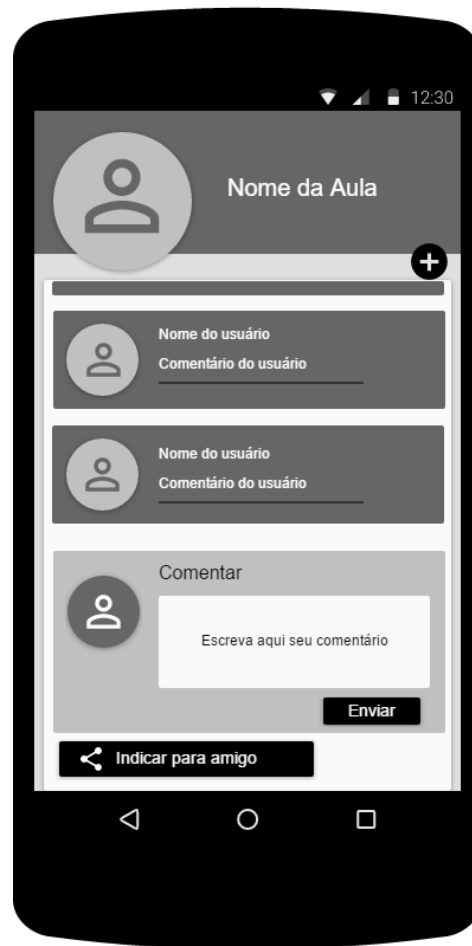 12:30
Nome da Aula
Nome do usuário
Comentário do usuário
Nome do usuário
Comentário do usuário
Comentar
Escreva aqui seu comentário
Enviar
Indicar para amigo